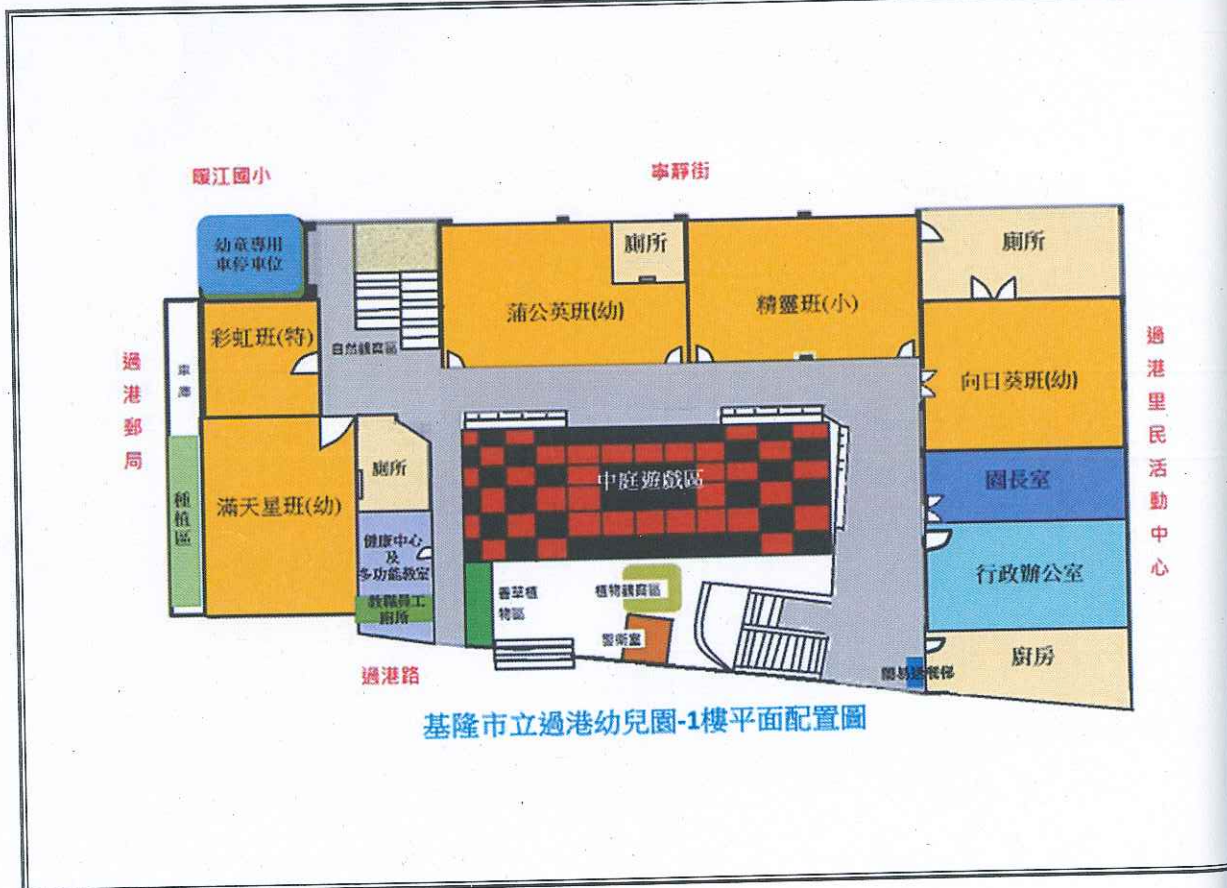 暖江國小
寧靜街
幼童專用
車停車位
廁所
廁所
蒲公英班(幼)
精靈班(小)
彩虹班(特)
自然觀察區
向日葵班(幼)
過港郵局
車庫
過港里民活動中心
廁所
中庭遊戲區
園長室
滿天星班(幼)
種植區
健康中心
及
多功能教室
行政辦公室
香草植
物區
植物觀賞區
教職員工
廁所
警衛室
廚房
簡易送餐梯
過港路
基隆市立過港幼兒園-1樓平面配置圖